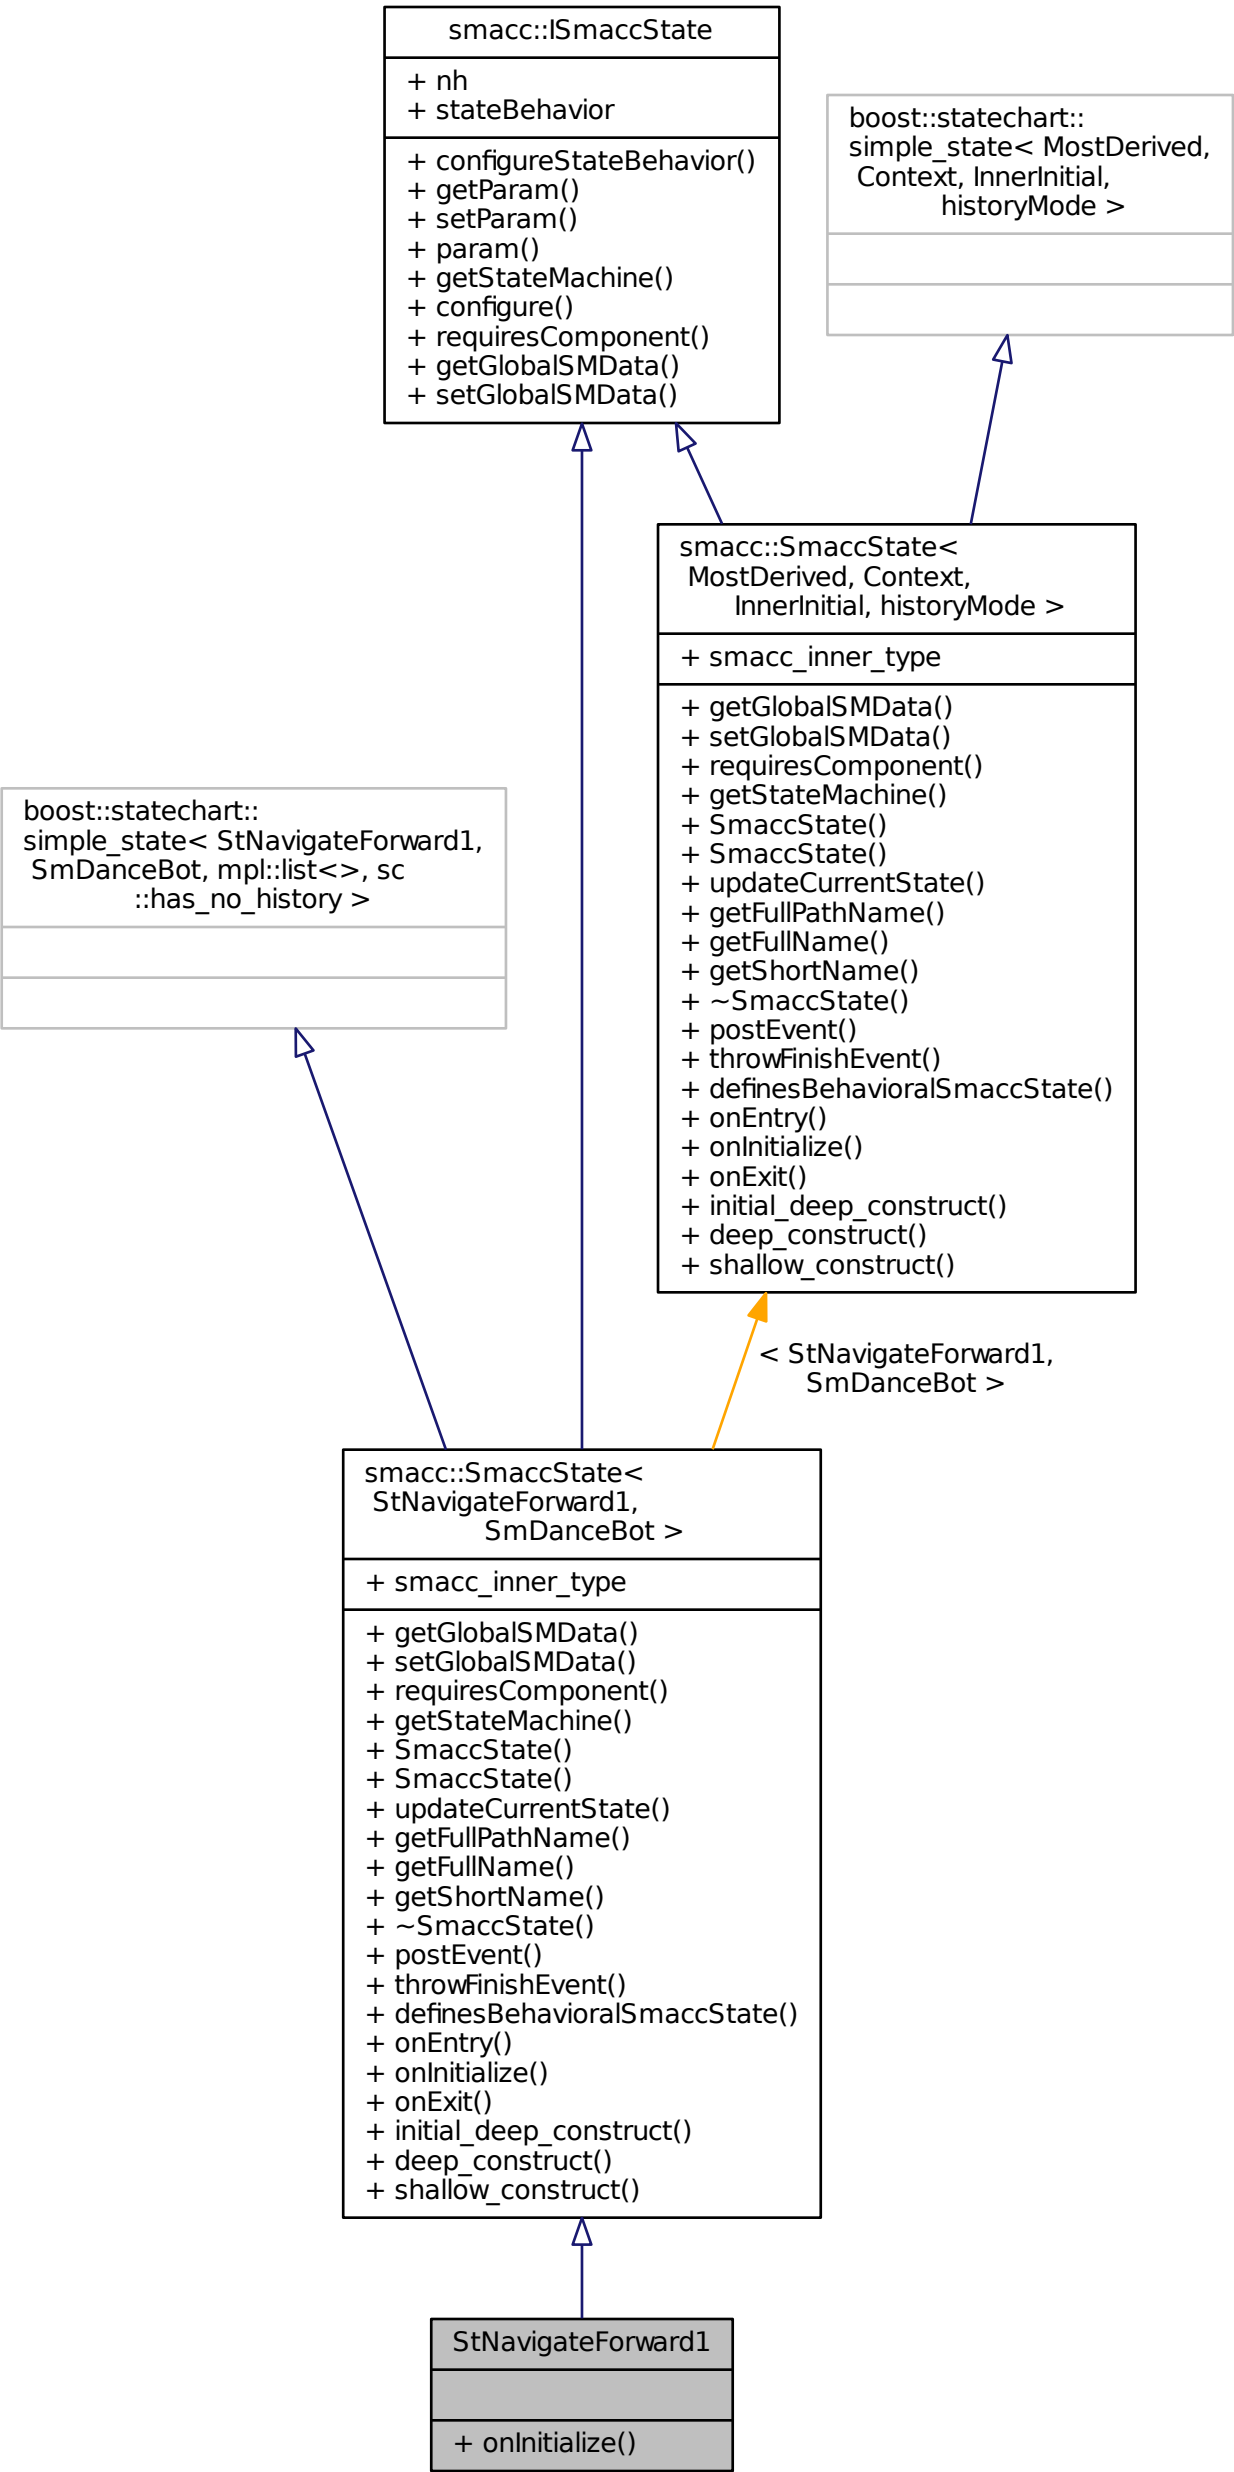 smacc::ISmaccState
+ nh
+ stateBehavior
+ configureStateBehavior()
+ getParam()
+ setParam()
+ param()
+ getStateMachine()
+ configure()
+ requiresComponent()
+ getGlobalSMData()
+ setGlobalSMData()
boost::statechart::
simple_state< MostDerived,
Context, InnerInitial,
historyMode >
smacc::SmaccState<
MostDerived, Context,
InnerInitial, historyMode >
+ smacc_inner_type
+ getGlobalSMData()
+ setGlobalSMData()
+ requiresComponent()
+ getStateMachine()
+ SmaccState()
+ SmaccState()
+ updateCurrentState()
+ getFullPathName()
+ getFullName()
+ getShortName()
+ ~SmaccState()
+ postEvent()
+ throwFinishEvent()
+ definesBehavioralSmaccState()
+ onEntry()
+ onInitialize()
+ onExit()
+ initial_deep_construct()
+ deep_construct()
+ shallow_construct()
boost::statechart::
simple_state< StNavigateForward1,
SmDanceBot, mpl::list<>, sc
::has_no_history >
< StNavigateForward1,
SmDanceBot >
smacc::SmaccState<
StNavigateForward1,
SmDanceBot >
+ smacc_inner_type
+ getGlobalSMData()
+ setGlobalSMData()
+ requiresComponent()
+ getStateMachine()
+ SmaccState()
+ SmaccState()
+ updateCurrentState()
+ getFullPathName()
+ getFullName()
+ getShortName()
+ ~SmaccState()
+ postEvent()
+ throwFinishEvent()
+ definesBehavioralSmaccState()
+ onEntry()
+ onInitialize()
+ onExit()
+ initial_deep_construct()
+ deep_construct()
+ shallow_construct()
StNavigateForward1
+ onInitialize()